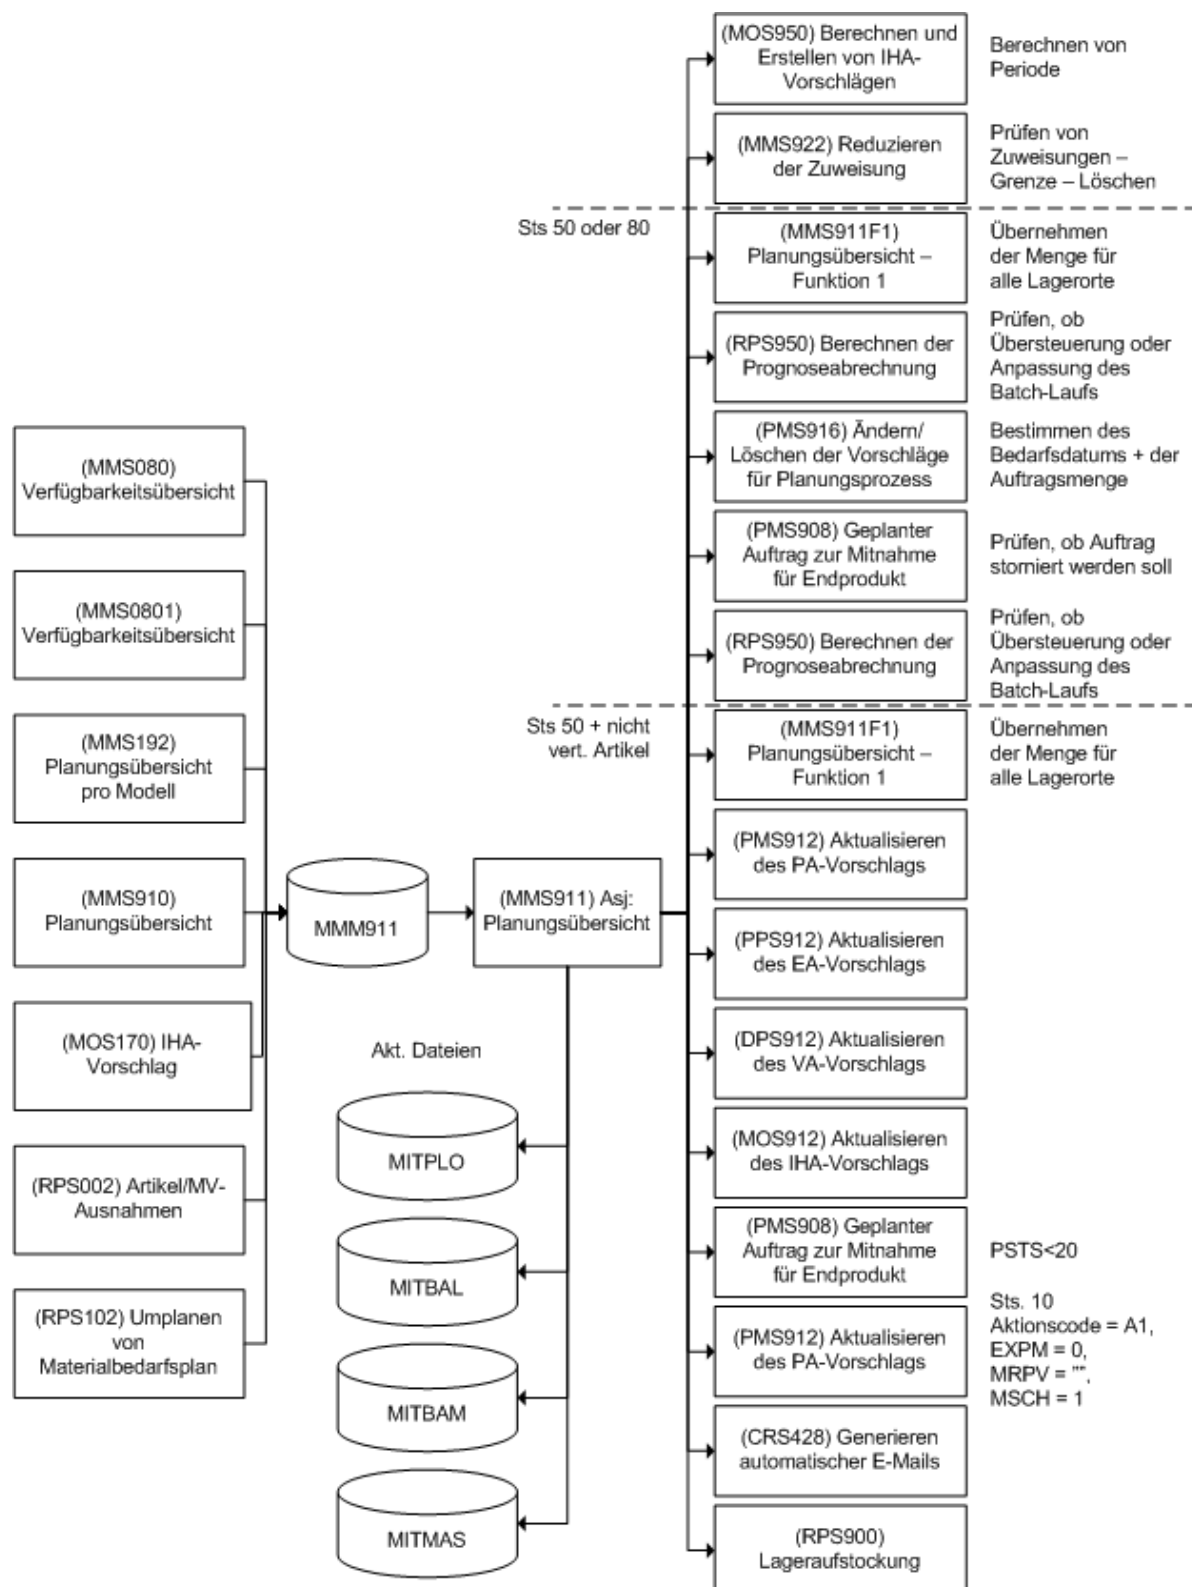 (MOS950) Berechnen und
Erstellen von IHA-
Vorschlägen
Berechnen von
Periode
(MMS922) Reduzieren
der Zuweisung
Prüfen von
Zuweisungen –
Grenze – Löschen
Sts 50 oder 80
(MMS911F1)
Planungsübersicht –
Funktion 1
Übernehmen
der Menge für
alle Lagerorte
(RPS950) Berechnen der
Prognoseabrechnung
Prüfen, ob
Übersteuerung oder
Anpassung des
Batch-Laufs
(PMS916) Ändern/
Löschen der Vorschläge
für Planungsprozess
Bestimmen des
Bedarfsdatums + der
Auftragsmenge
(PMS908) Geplanter
Auftrag zur Mitnahme
für Endprodukt
Prüfen, ob Auftrag
storniert werden soll
(RPS950) Berechnen der
Prognoseabrechnung
Prüfen, ob
Übersteuerung oder
Anpassung des
Batch-Laufs
Sts 50 + nicht
vert. Artikel
(MMS911F1)
Planungsübersicht –
Funktion 1
Übernehmen
der Menge für
alle Lagerorte
(PMS912) Aktualisieren
des PA-Vorschlags
(PPS912) Aktualisieren
des EA-Vorschlags
(DPS912) Aktualisieren
des VA-Vorschlags
(MOS912) Aktualisieren
des IHA-Vorschlags
(PMS908) Geplanter
Auftrag zur Mitnahme
für Endprodukt
PSTS<20
(PMS912) Aktualisieren
des PA-Vorschlags
Sts. 10
Aktionscode = A1,
EXPM = 0,
MRPV = "",
MSCH = 1
(CRS428) Generieren
automatischer E-Mails
(RPS900)
Lageraufstockung
(MMS080)
Verfügbarkeitsübersicht
(MMS0801)
Verfügbarkeitsübersicht
(MMS192)
Planungsübersicht
pro Modell
(MMS910)
Planungsübersicht
(MOS170) IHA-
Vorschlag
(RPS002) Artikel/MV-
Ausnahmen
(RPS102) Umplanen
von
Materialbedarfsplan
MMM911
(MMS911) Asj:
Planungsübersicht
Akt. Dateien
MITPLO
MITBAL
MITBAM
MITMAS